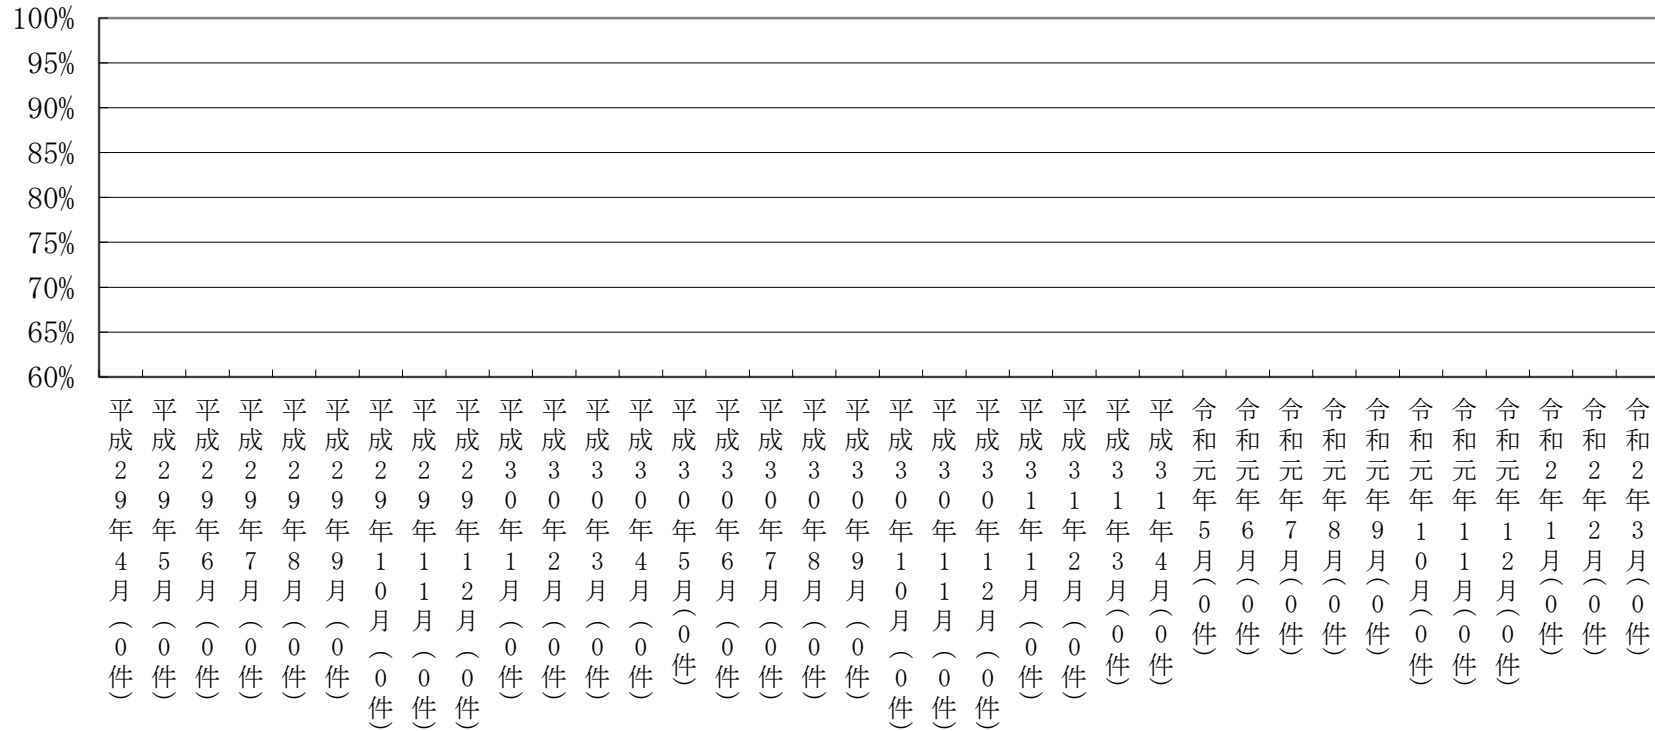 100%
95%
90%
85%
80%
75%
70%
65%
60%
平成29年4月（0件）
平成29年5月（0件）
平成29年6月（0件）
平成29年7月（0件）
平成29年8月（0件）
平成29年9月（0件）
平成29年10月（0件）
平成29年11月（0件）
平成29年12月（0件）
平成30年1月（0件）
平成30年2月（0件）
平成30年3月（0件）
平成30年4月（0件）
平成30年5月（0件）
平成30年6月（0件）
平成30年7月（0件）
平成30年8月（0件）
平成30年9月（0件）
平成30年10月（0件）
平成30年11月（0件）
平成30年12月（0件）
平成31年1月（0件）
平成31年2月（0件）
平成31年3月（0件）
平成31年4月（0件）
令和元年5月（0件）
令和元年6月（0件）
令和元年7月（0件）
令和元年8月（0件）
令和元年9月（0件）
令和元年10月（0件）
令和元年11月（0件）
令和元年12月（0件）
令和2年1月（0件）
令和2年2月（0件）
令和2年3月（0件）